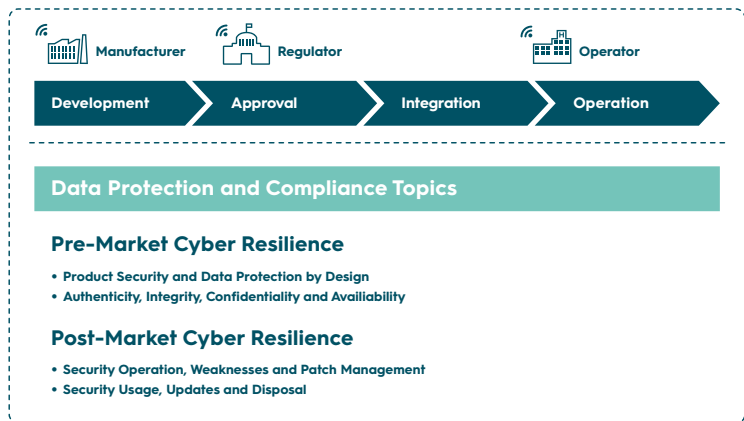 Manufacturer
Regulator
H
Operator
Development
Approval
Integration
Operation
Data Protection and Compliance Topics
Pre-Market Cyber Resilience
• Product Security and Data Protection by Design
• Authenticity, Integrity, Confidentiality and Availiability
Post-Market Cyber Resilience
• Security Operation, Weaknesses and Patch Management
• Security Usage, Updates and Disposal